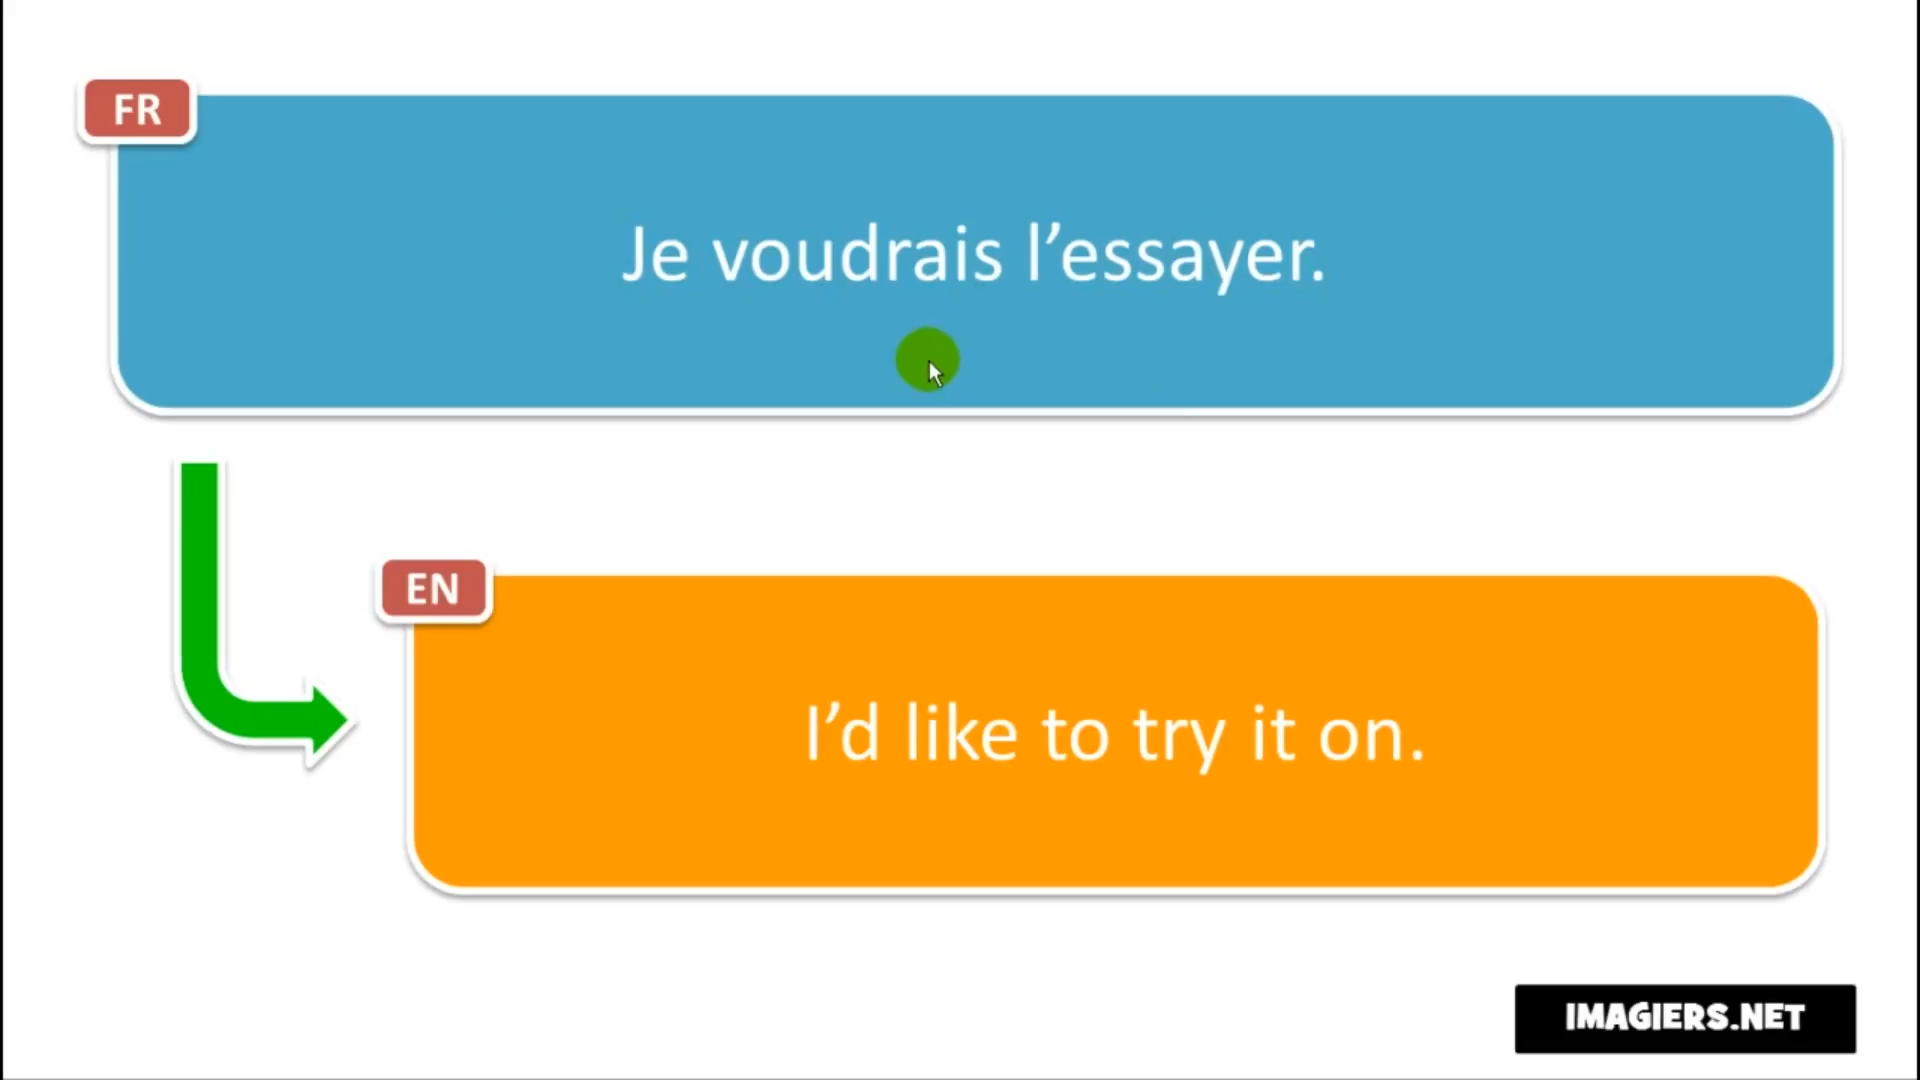 FR
Je voudrais l’essayer.
EN
I’d like to try it on.
IMAGIERS.NET